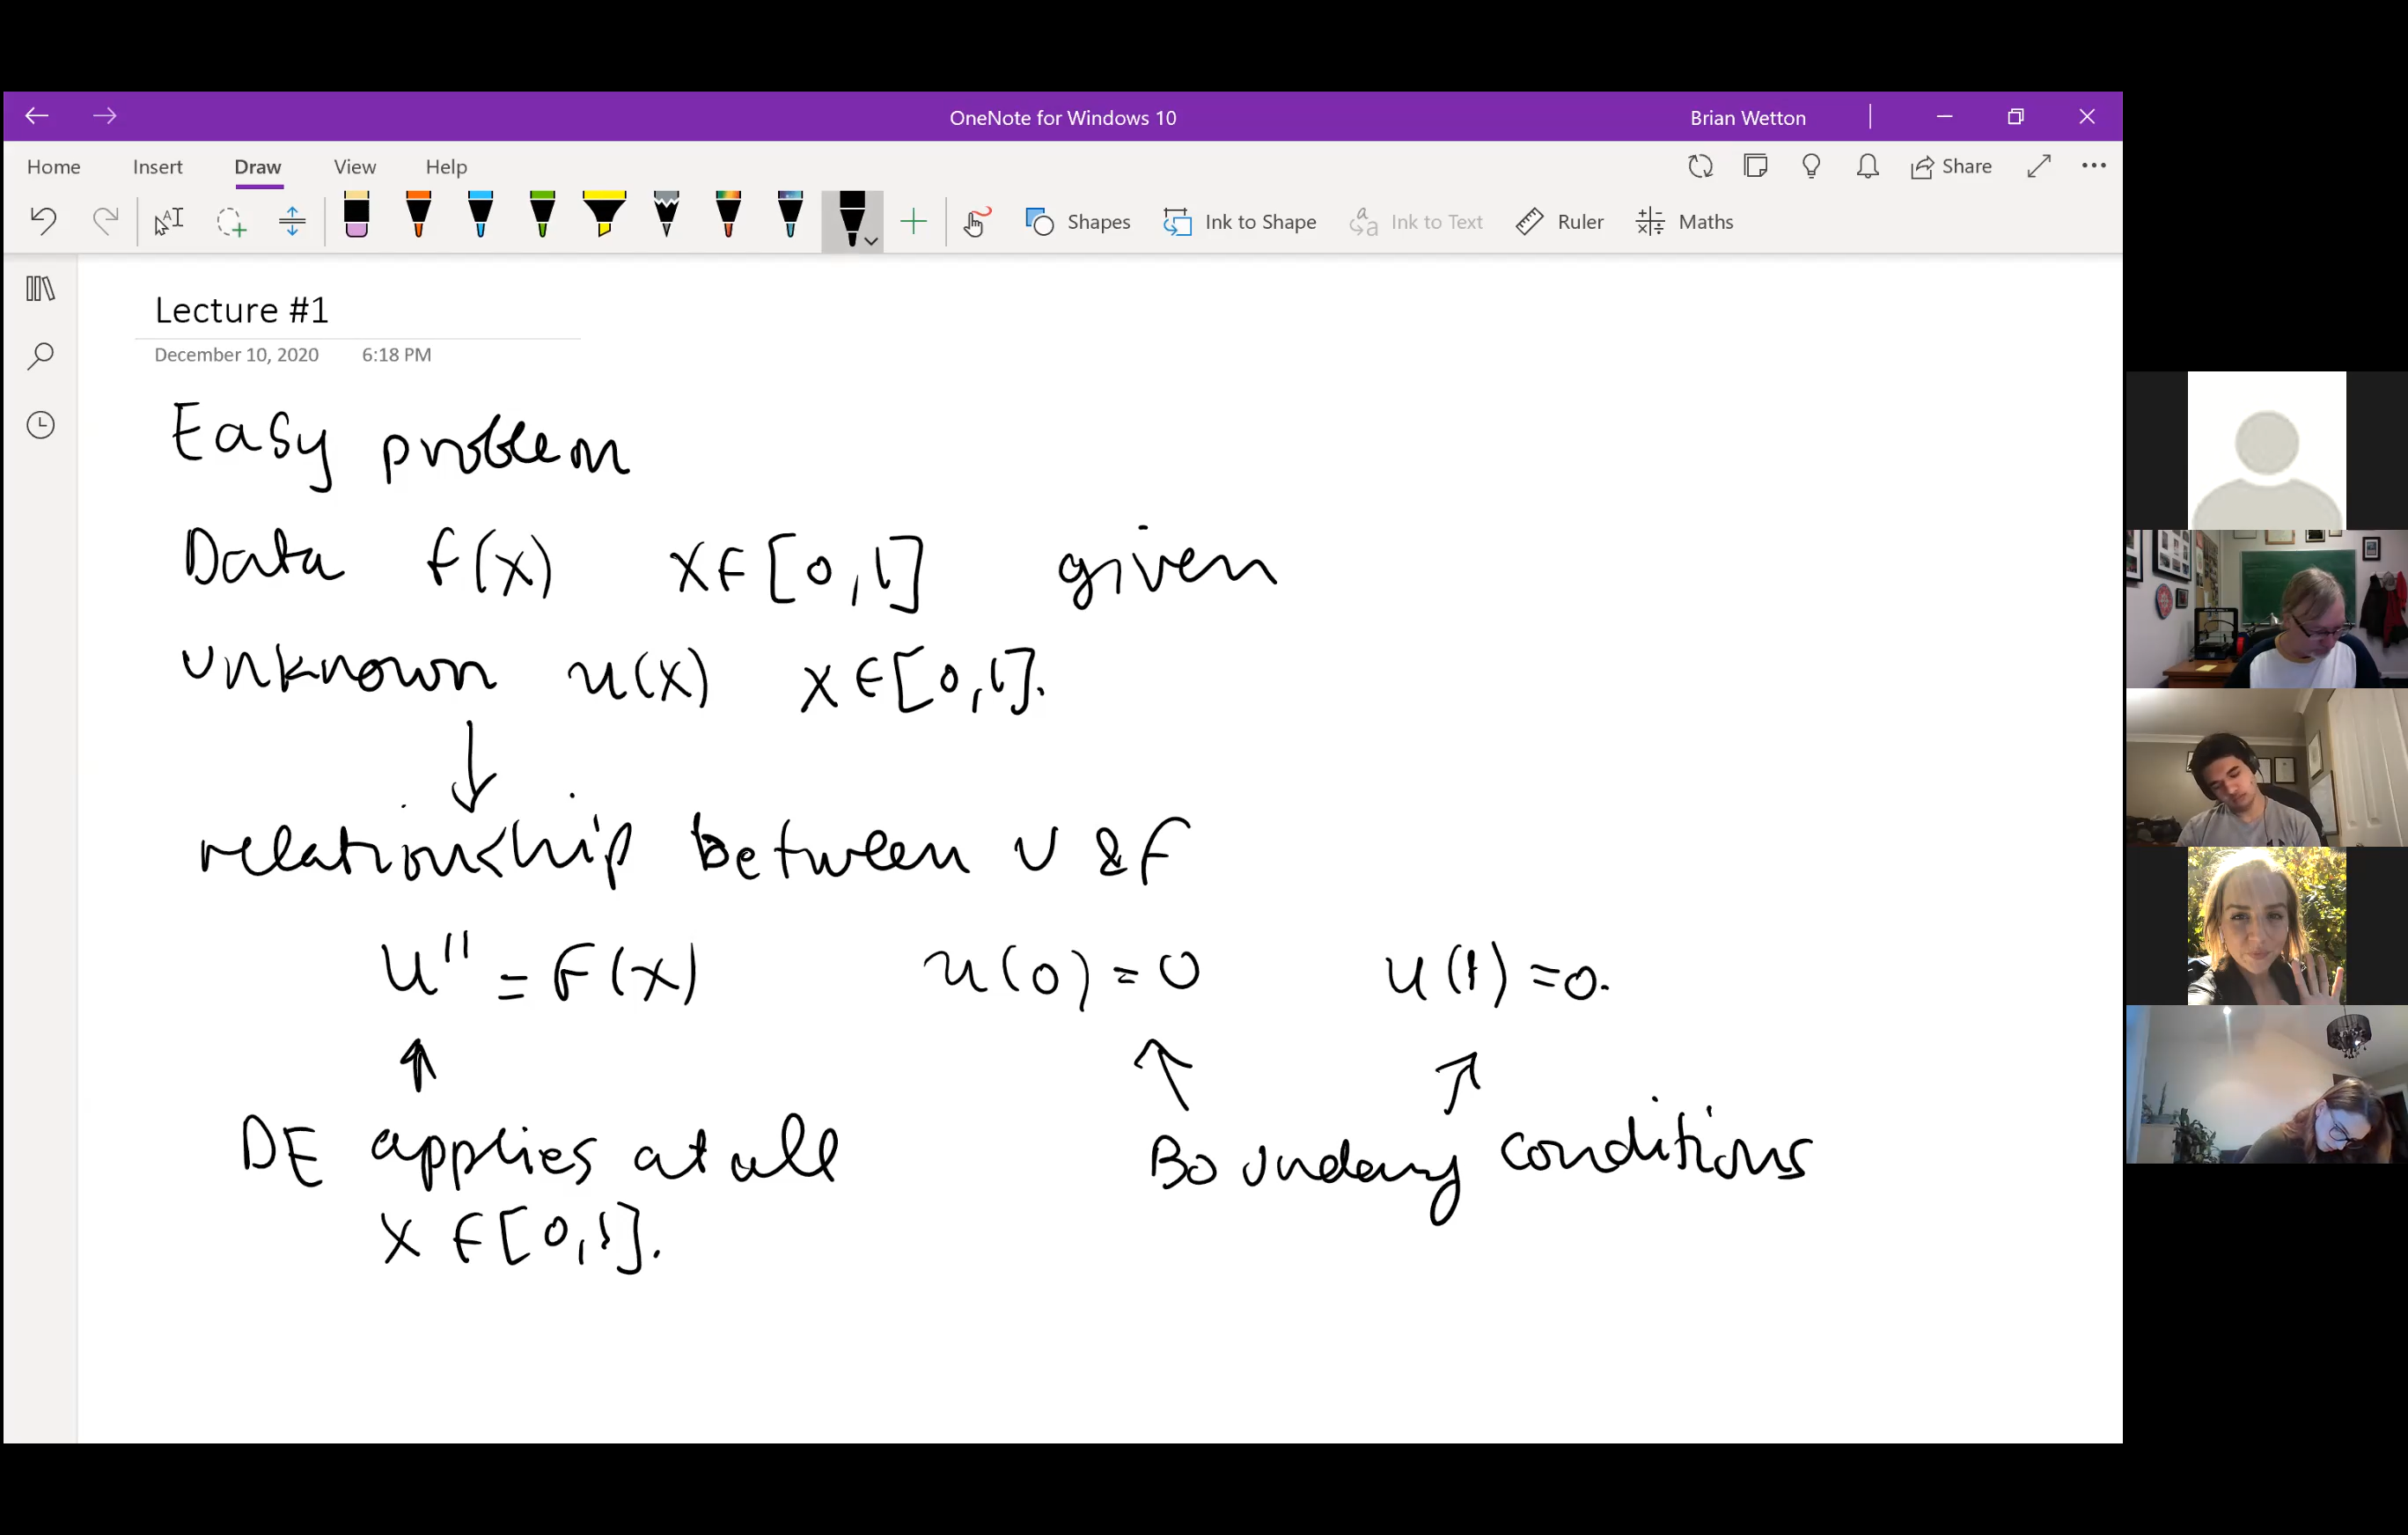 OneNote for Windows 10
Brian Wetton
Home Insert Draw View Help
Share
Shapes Ink to Shape Ink to Text Ruler Maths
Lecture #1
December 10, 2020 6:18 PM
Easy problem
Data f(x) x∈[0,1] given
unknown u(x) x∈[0,1].
↓
relationship between u & f
u'' = f(x) u(0)=0 u(1)=0.
↑ ↑ ↑
DE applies at all Boundary conditions
x∈[0,1].